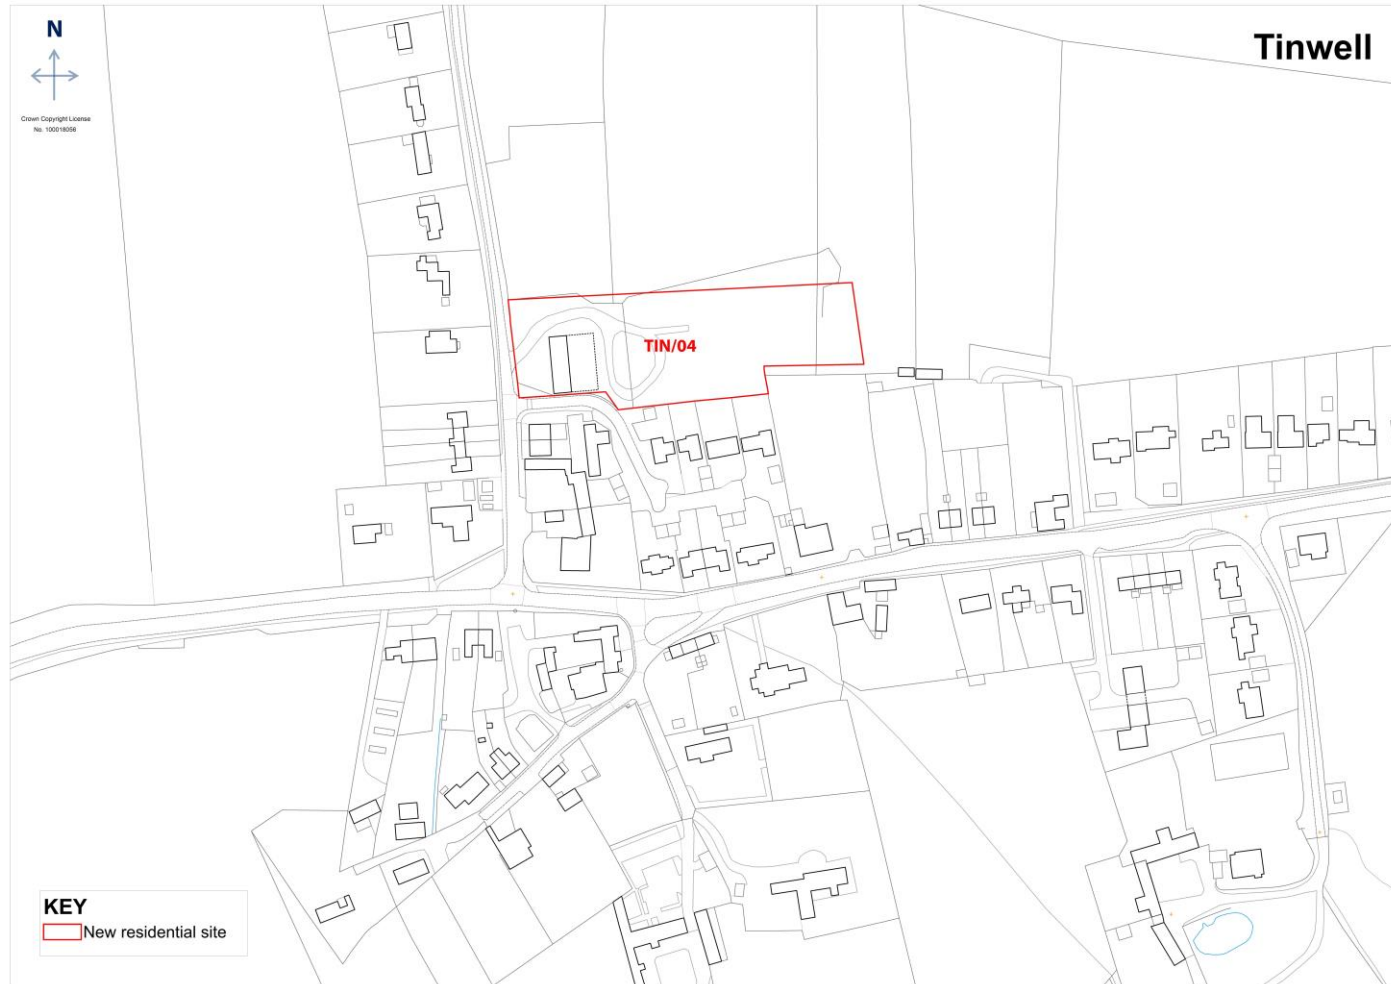 N
Crown Copyright License
No. 100018056
Tinwell
TIN/04
KEY
New residential site